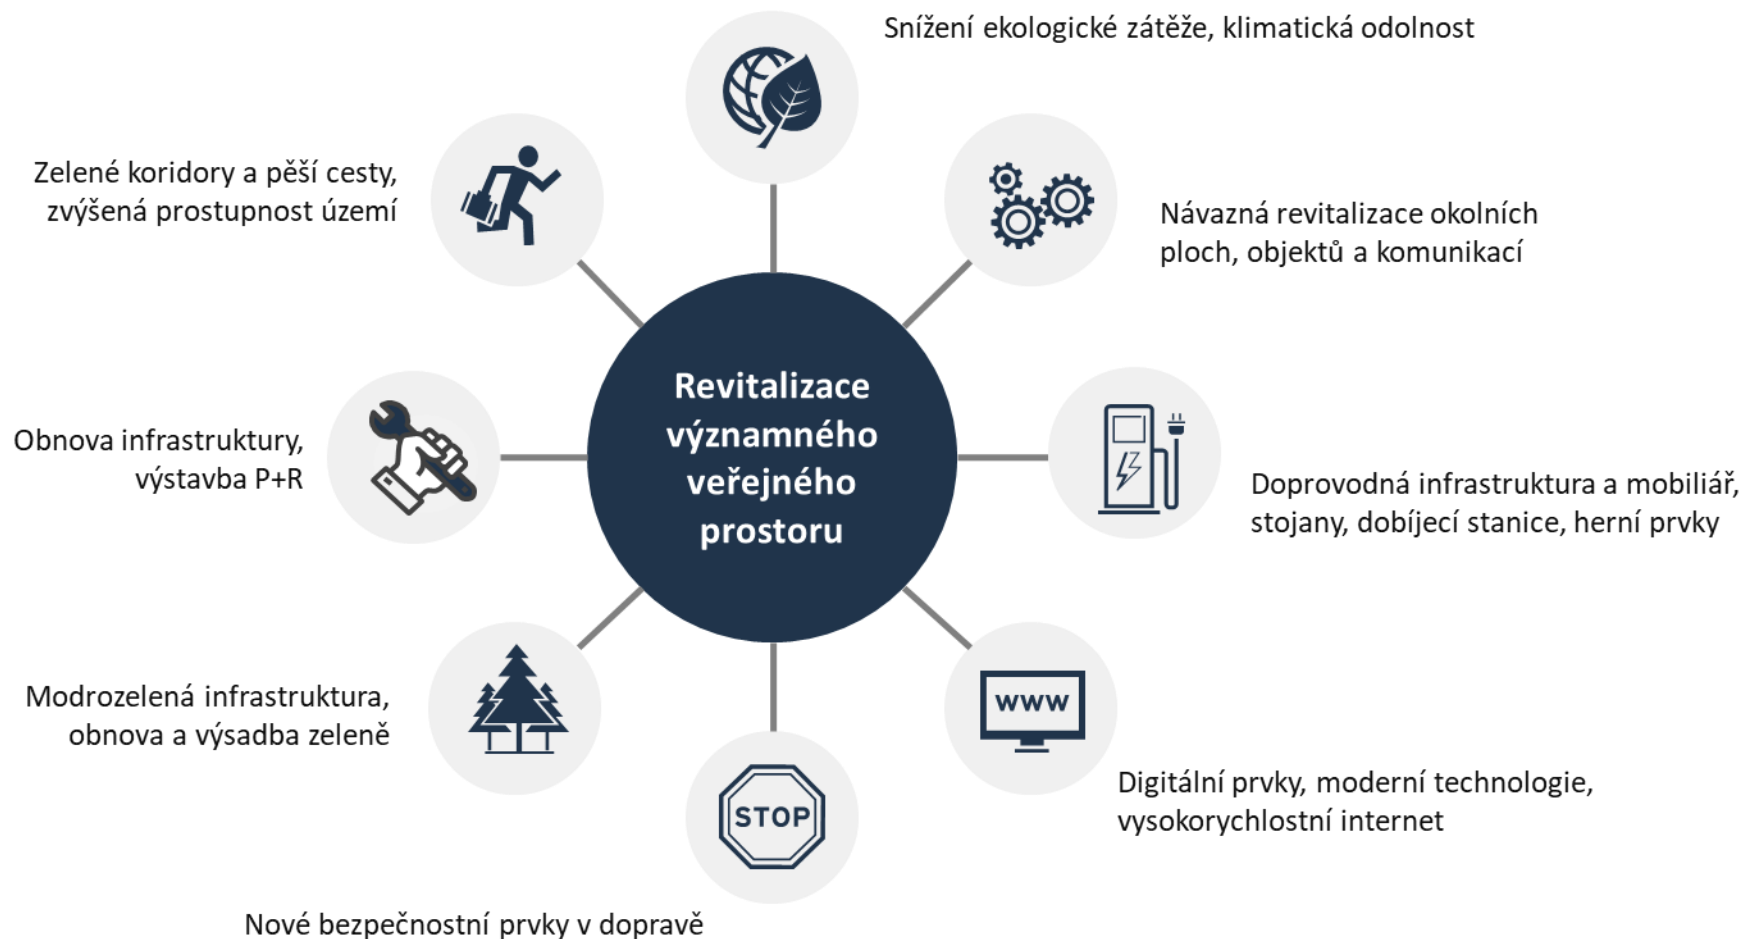 Snížení ekologické zátěže, klimatická odolnost
Zelené koridory a pěší cesty,
zvýšená prostupnost území
Návazná revitalizace okolních
ploch, objektů a komunikací
Revitalizace
významného
veřejného
prostoru
Obnova infrastruktury,
výstavba P+R
Doprovodná infrastruktura a mobiliář,
stojany, dobíjecí stanice, herní prvky
Modrozelená infrastruktura,
obnova a výsadba zeleně
WWW
Digitální prvky, moderní technologie,
vysokorychlostní internet
STOP
Nové bezpečnostní prvky v dopravě